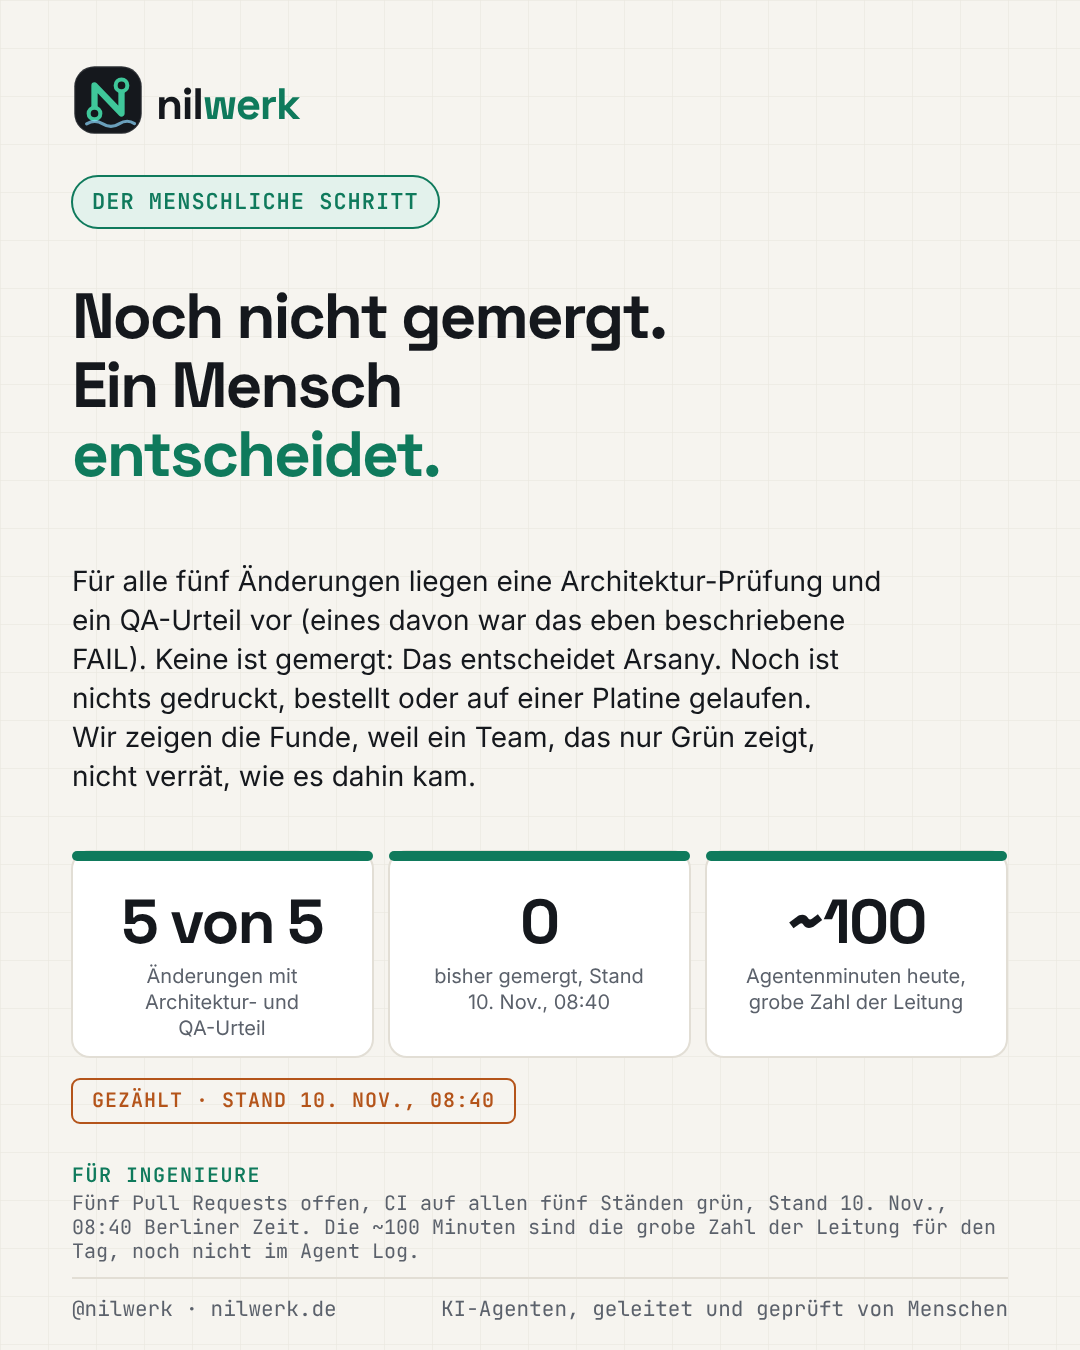 nilwerk
DER MENSCHLICHE SCHRITT
Noch nicht gemergt.
Ein Mensch
entscheidet.
Für alle fünf Änderungen liegen eine Architektur-Prüfung und
ein QA-Urteil vor (eines davon war das eben beschriebene
FAIL). Keine ist gemergt: Das entscheidet Arsany. Noch ist
nichts gedruckt, bestellt oder auf einer Platine gelaufen.
Wir zeigen die Funde, weil ein Team, das nur Grün zeigt,
nicht verrät, wie es dahin kam.
5 von 5
Änderungen mit
Architektur- und
QA-Urteil
0
bisher gemergt, Stand
10. Nov., 08:40
~100
Agentenminuten heute,
grobe Zahl der Leitung
GEZÄHLT · STAND 10. NOV., 08:40
FÜR INGENIEURE
Fünf Pull Requests offen, CI auf allen fünf Ständen grün, Stand 10. Nov.,
08:40 Berliner Zeit. Die ~100 Minuten sind die grobe Zahl der Leitung für den
Tag, noch nicht im Agent Log.
@nilwerk · nilwerk.de
KI-Agenten, geleitet und geprüft von Menschen